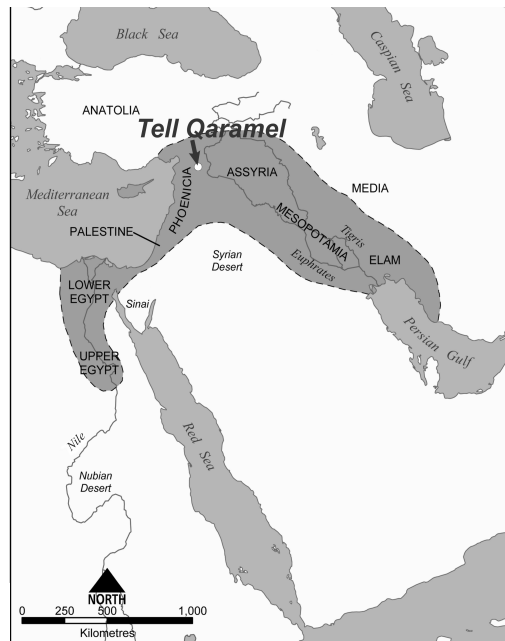 Black Sea
Caspian Sea
ANATOLIA
Tell Qaramel
ASSYRIA
MEDIA
Mediterranean
Sea
PHOENICIA
MESOPOTAMIA
Tigris
PALESTINE
Syrian
Desert
Euphrates
ELAM
LOWER
EGYPT
Sinai
Persian Gulf
UPPER
EGYPT
Nile
Red Sea
Nubian
Desert
NORTH
0 250 500 1,000
Kilometres